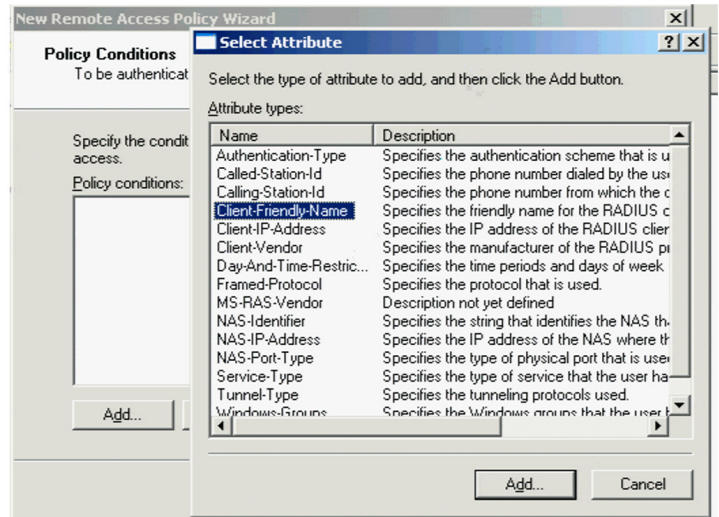 New Remote Access Policy Wizard
Select Attribute
Policy Conditions
To be authenticat
Specify the condit
access.
Policy conditions:
Add...
Select the type of attribute to add, and then click the Add button.
Attribute types:
Name Description
Authentication-Type Specifies the authentication scheme that is u
Called-Station-Id Specifies the phone number dialed by the us
Calling-Station-Id Specifies the phone number from which the c
Client-Friendly-Name Specifies the friendly name for the RADIUS c
Client-IP-Address Specifies the IP address of the RADIUS clier
Client-Vendor Specifies the manufacturer of the RADIUS p
Day-And-Time-Restric... Specifies the time periods and days of week
Framed-Protocol Specifies the protocol that is used.
MS-RAS-Vendor Description not yet defined
NAS-Identifier Specifies the string that identifies the NAS th
NAS-IP-Address Specifies the IP address of the NAS where th
NAS-Port-Type Specifies the type of physical port that is use
Service-Type Specifies the type of service that the user ha
Tunnel-Type Specifies the tunneling protocols used.
Windows-Groups Specifies the Windows groups that the user
Add... Cancel